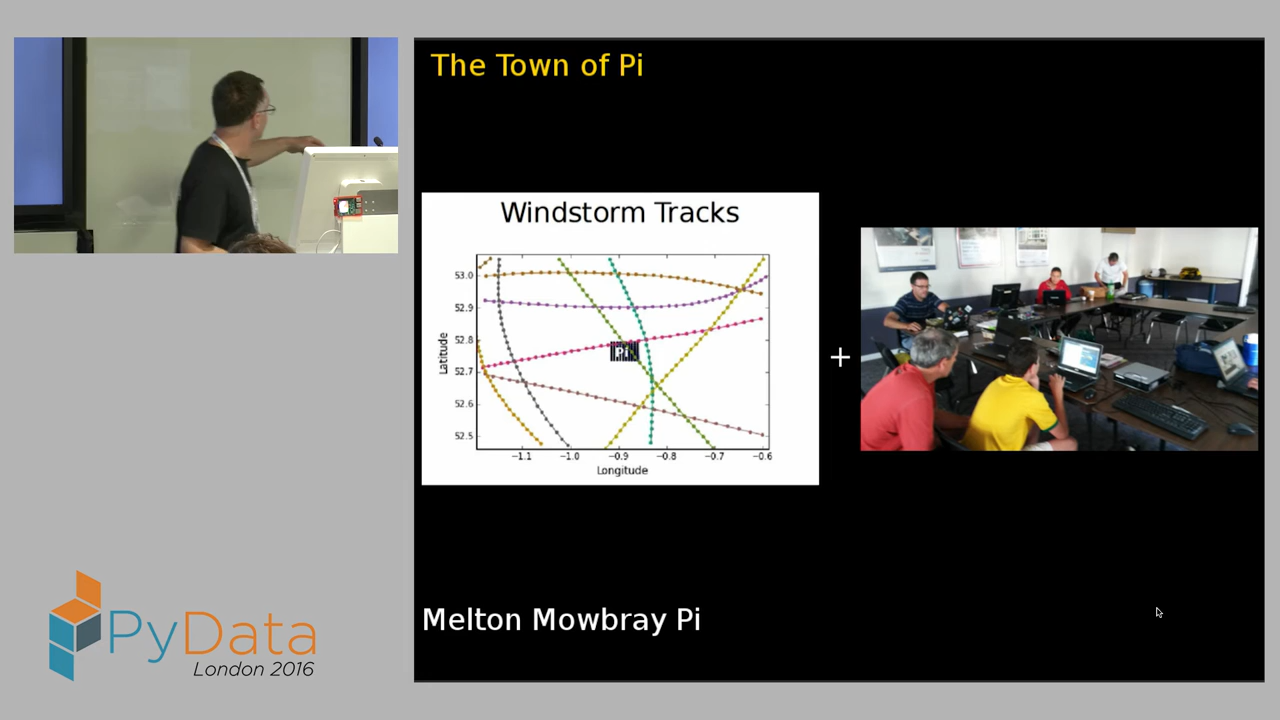 The Town of Pi
Windstorm Tracks
53.0
52.9
52.8
52.7
52.6
52.5
Latitude
−1.1 −1.0 −0.9 −0.8 −0.7 −0.6
Longitude
+
Melton Mowbray Pi
PyData
London 2016